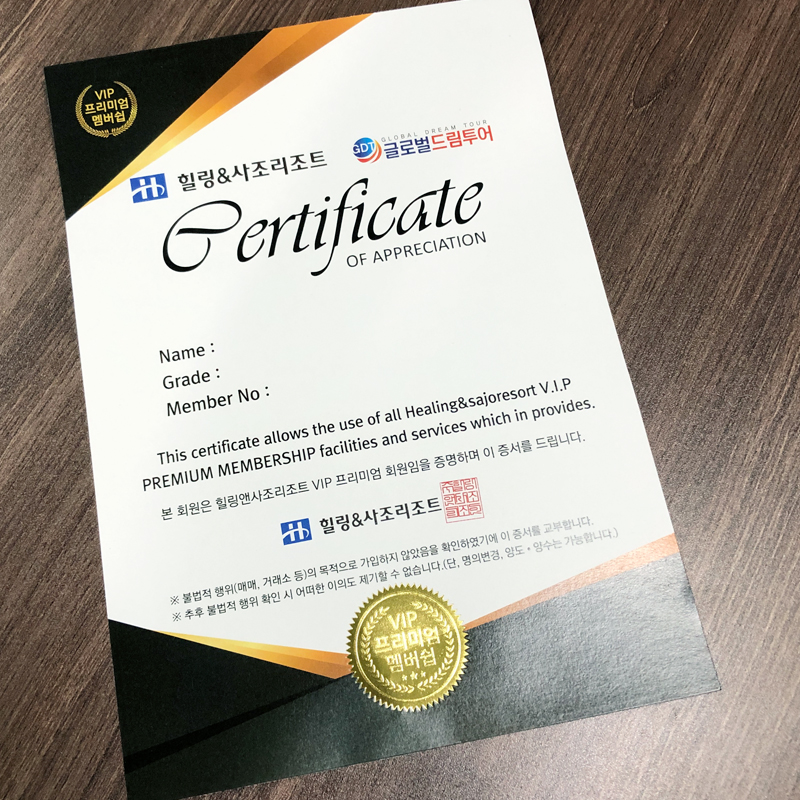 VIP
프리미엄
멤버쉽
힐링&사조리조트
GLOBAL DREAM TOUR
GDT 글로벌드림투어
Certificate
OF APPRECIATION
Name :
Grade :
Member No :
This certificate allows the use of all Healing&sajoresort V.I.P
PREMIUM MEMBERSHIP facilities and services which in provides.
본 회원은 힐링앤사조리조트 VIP 프리미엄 회원임을 증명하며 이 증서를 드립니다.
힐링&사조리조트
※ 불법적 행위(매매, 거래소 등)의 목적으로 가입하지 않았음을 확인하였기에 이 증서를 교부합니다.
※ 추후 불법적 행위 확인 시 어떠한 이의도 제기할 수 없습니다.(단, 명의변경, 양도 * 양수는 가능합니다.)
VIP
프리미엄
멤버쉽